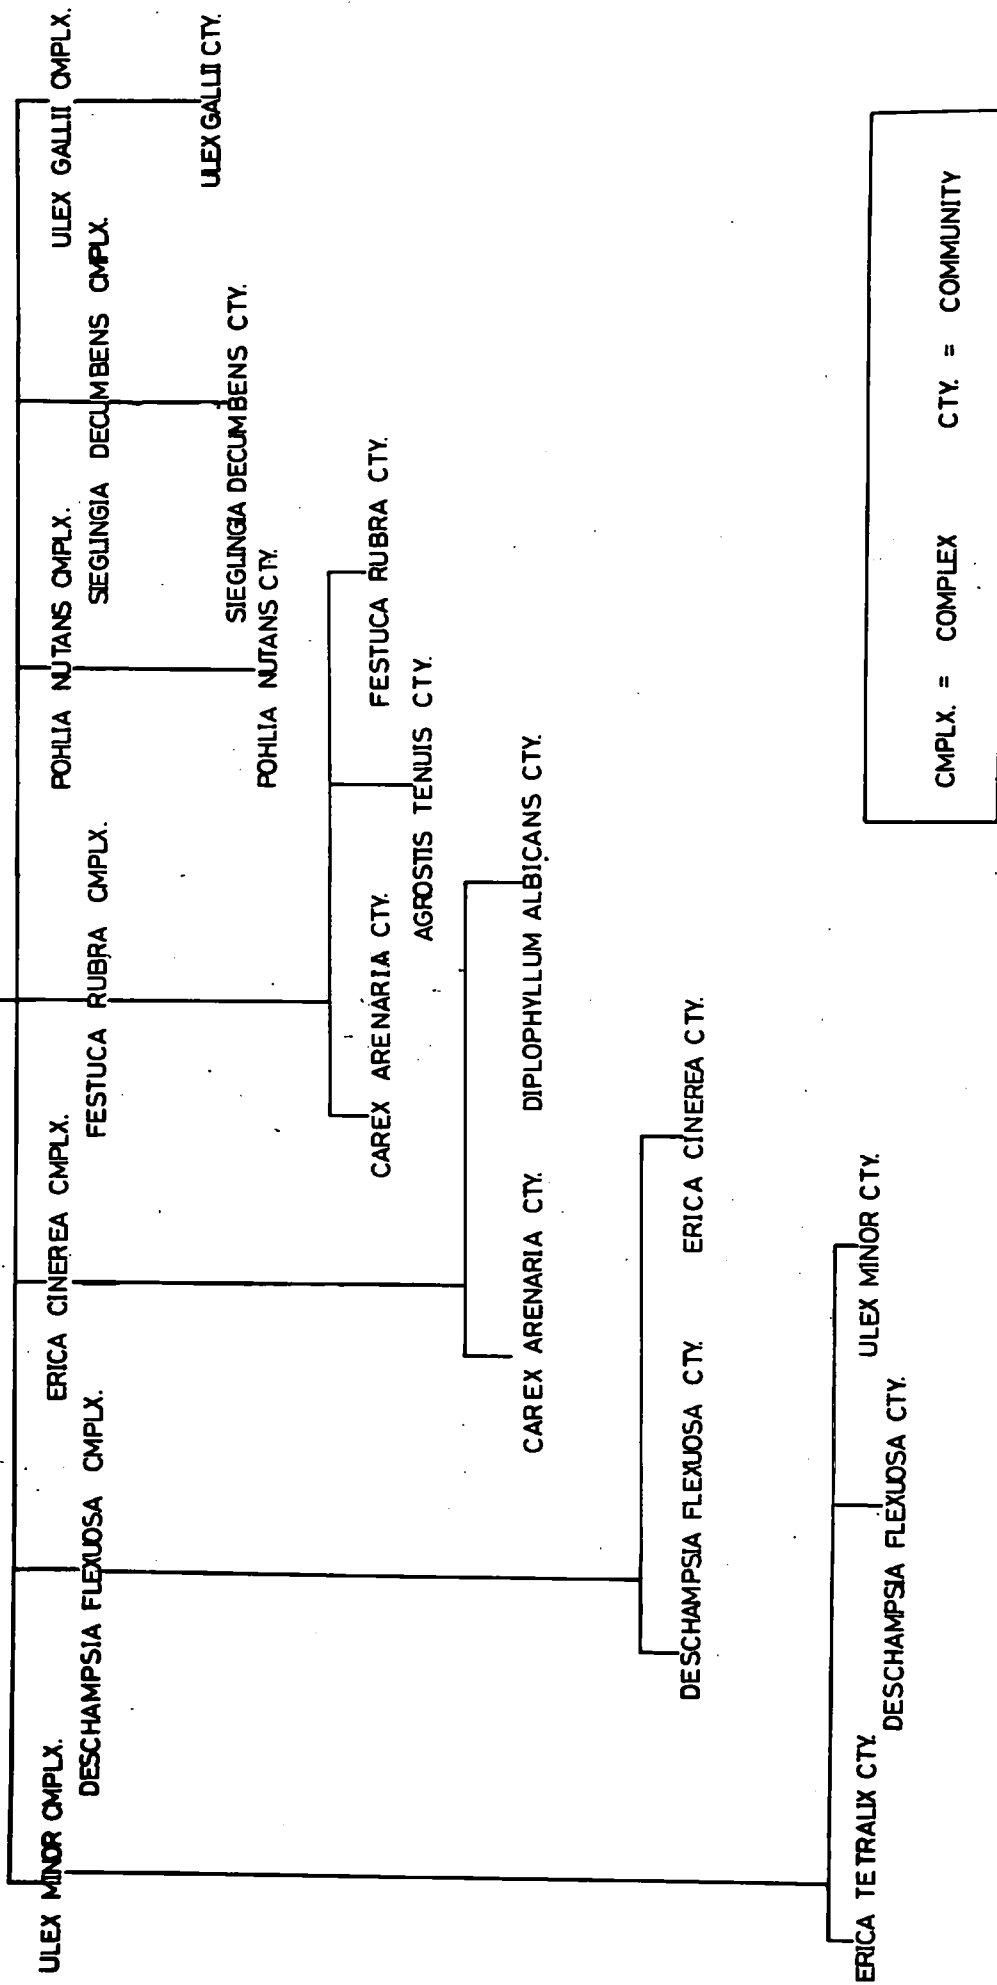 ULEX MINOR CMPLX.
DESCHAMPSIA FLEXUOSA CMPLX.
ERICA CINEREA CMPLX.
FESTUCA RUBRA CMPLX.
POHLIA NUTANS CMPLX.
SIEGLINGIA DECUMBENS CMPLX.
ULEX GALLII CMPLX.
ULEX GALLII CTY.
SIEGLINGIA DECUMBENS CTY.
POHLIA NUTANS CTY.
CAREX ARENARIA CTY.
AGROSTIS TENUIS CTY.
FESTUCA RUBRA CTY.
CAREX ARENARIA CTY.
DIPLOPHYLLUM ALBICANS CTY.
DESCHAMPSIA FLEXUOSA CTY.
ERICA CINEREA CTY.
ERICA TETRALIX CTY.
DESCHAMPSIA FLEXUOSA CTY.
ULEX MINOR CTY.
CMPLX. = COMPLEX CTY. = COMMUNITY